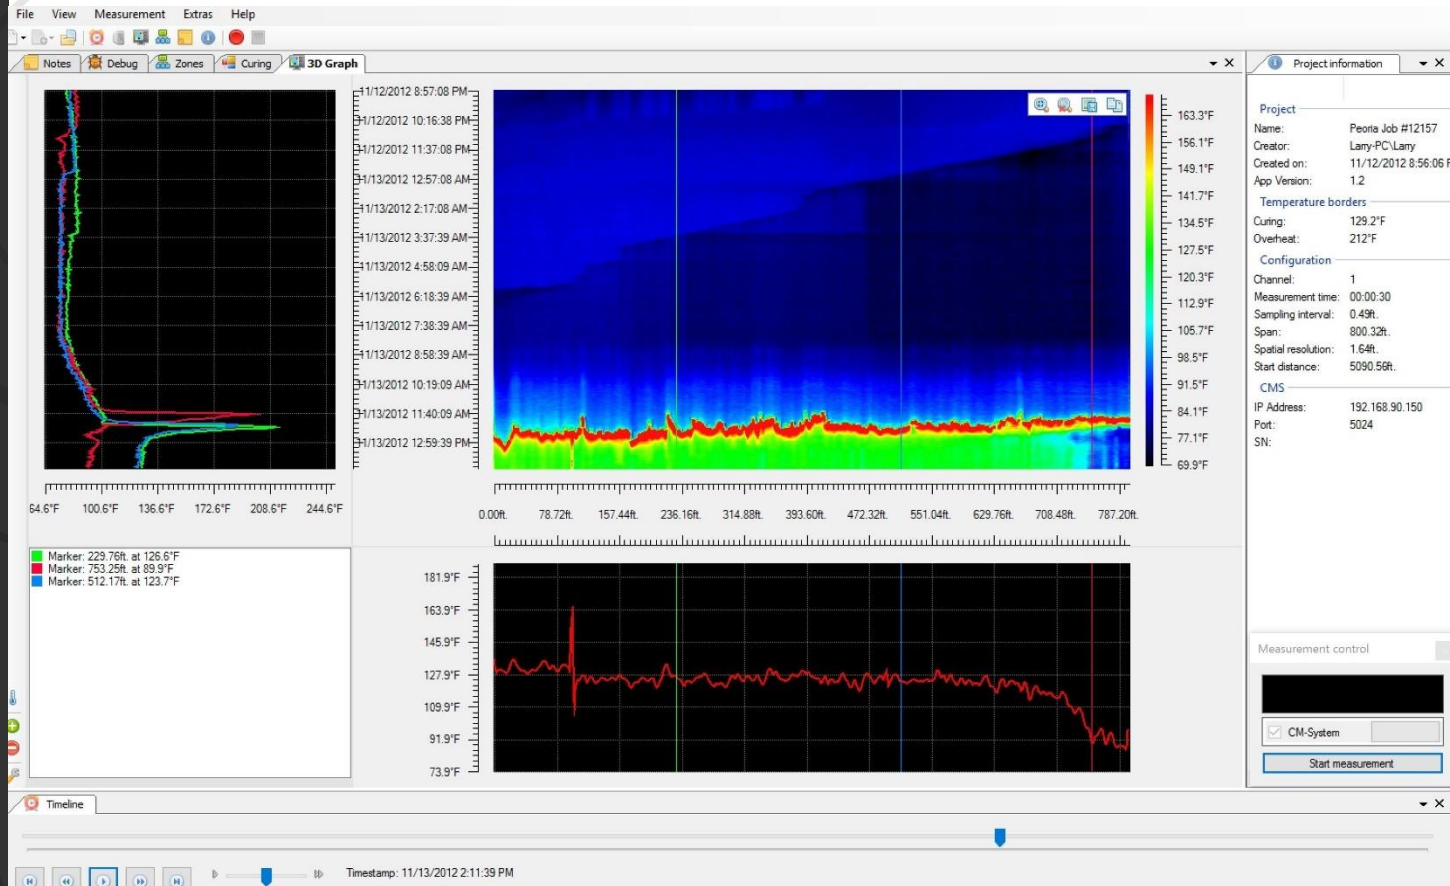 File View Measurement Extras Help
Notes Debug Zones Curing 3D Graph
Project information
11/12/2012 8:57:08 PM
11/12/2012 10:16:38 PM
11/12/2012 11:37:08 PM
11/13/2012 12:57:08 AM
11/13/2012 2:17:08 AM
11/13/2012 3:37:39 AM
11/13/2012 4:58:09 AM
11/13/2012 6:18:39 AM
11/13/2012 7:38:39 AM
11/13/2012 8:58:39 AM
11/13/2012 10:19:09 AM
11/13/2012 11:40:09 AM
11/13/2012 12:59:39 PM
163.3°F
156.1°F
149.1°F
141.7°F
134.5°F
127.5°F
120.3°F
112.9°F
105.7°F
98.5°F
91.5°F
84.1°F
77.1°F
69.9°F
64.6°F 100.6°F 136.6°F 172.6°F 208.6°F 244.6°F
0.00ft. 78.72ft. 157.44ft. 236.16ft. 314.88ft. 393.60ft. 472.32ft. 551.04ft. 629.76ft. 708.48ft. 787.20ft.
Marker: 229.76ft. at 126.6°F
Marker: 753.25ft. at 89.9°F
Marker: 512.17ft. at 123.7°F
181.9°F
163.9°F
145.9°F
127.9°F
109.9°F
91.9°F
73.9°F
Project
Name: Peoria Job #12157
Creator: Larry-PC\Larry
Created on: 11/12/2012 8:56:06 P
App Version: 1.2
Temperature borders
Curing: 129.2°F
Overheat: 212°F
Configuration
Channel: 1
Measurement time: 00:00:30
Sampling interval: 0.49ft.
Span: 800.32ft.
Spatial resolution: 1.64ft.
Start distance: 5090.56ft.
CMS
IP Address: 192.168.90.150
Port: 5024
SN:
Measurement control
CM-System
Start measurement
Timeline
Timestamp: 11/13/2012 2:11:39 PM